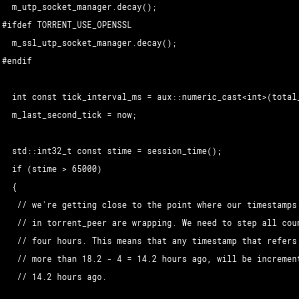 m_utp_socket_manager.decay();
#ifdef TORRENT_USE_OPENSSL
m_ssl_utp_socket_manager.decay();
#endif
int const tick_interval_ms = aux::numeric_cast<int>(total_
m_last_second_tick = now;
std::int32_t const stime = session_time();
if (stime > 65000)
{
// we're getting close to the point where our timestamps
// in torrent_peer are wrapping. We need to step all coun
// four hours. This means that any timestamp that refers
// more than 18.2 - 4 = 14.2 hours ago, will be increment
// 14.2 hours ago.